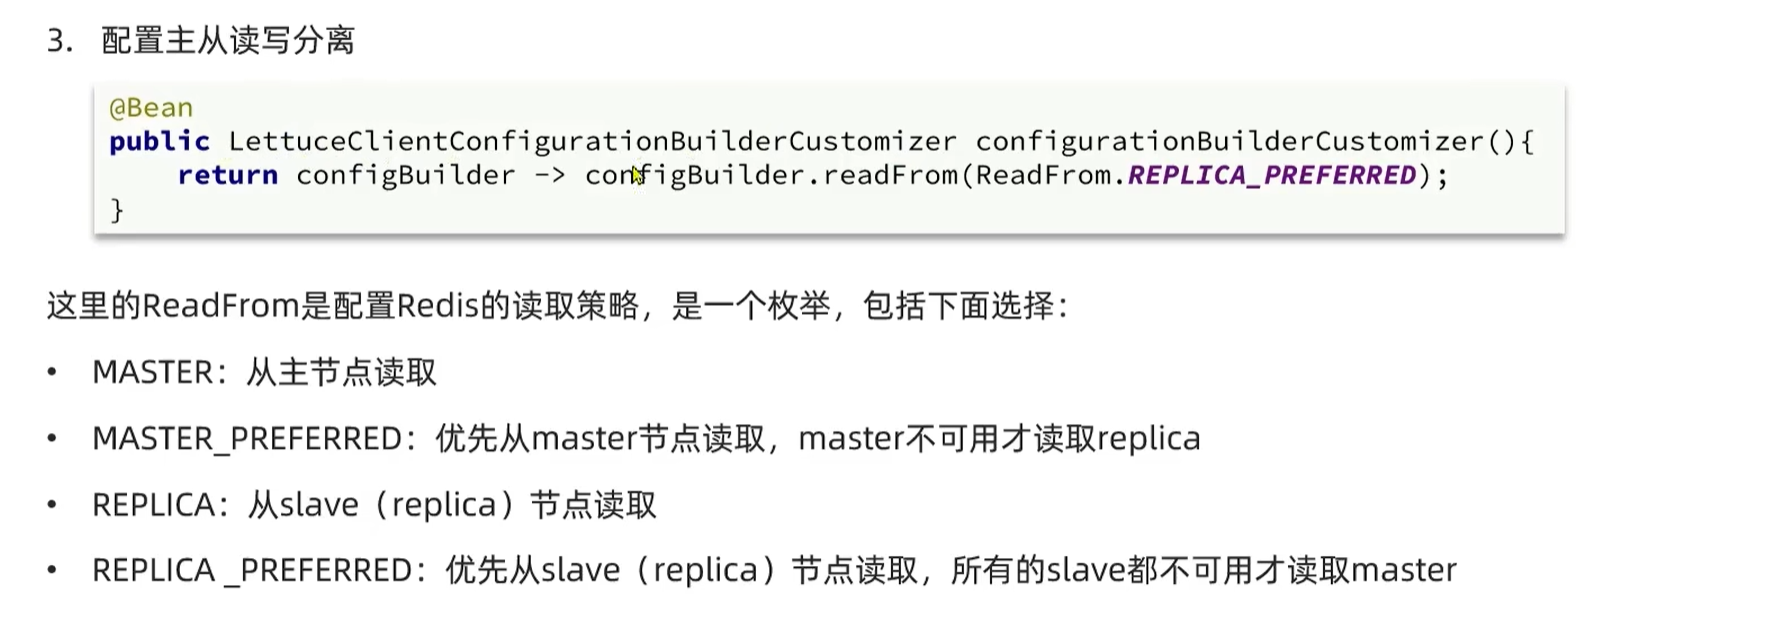 3. 配置主从读写分离
@Bean
public LettuceClientConfigurationBuilderCustomizer configurationBuilderCustomizer(){
    return configBuilder -> configBuilder.readFrom(ReadFrom.REPLICA_PREFERRED);
}
这里的ReadFrom是配置Redis的读取策略，是一个枚举，包括下面选择：
• MASTER：从主节点读取
• MASTER_PREFERRED：优先从master节点读取，master不可用才读取replica
• REPLICA：从slave（replica）节点读取
• REPLICA _PREFERRED：优先从slave（replica）节点读取，所有的slave都不可用才读取master